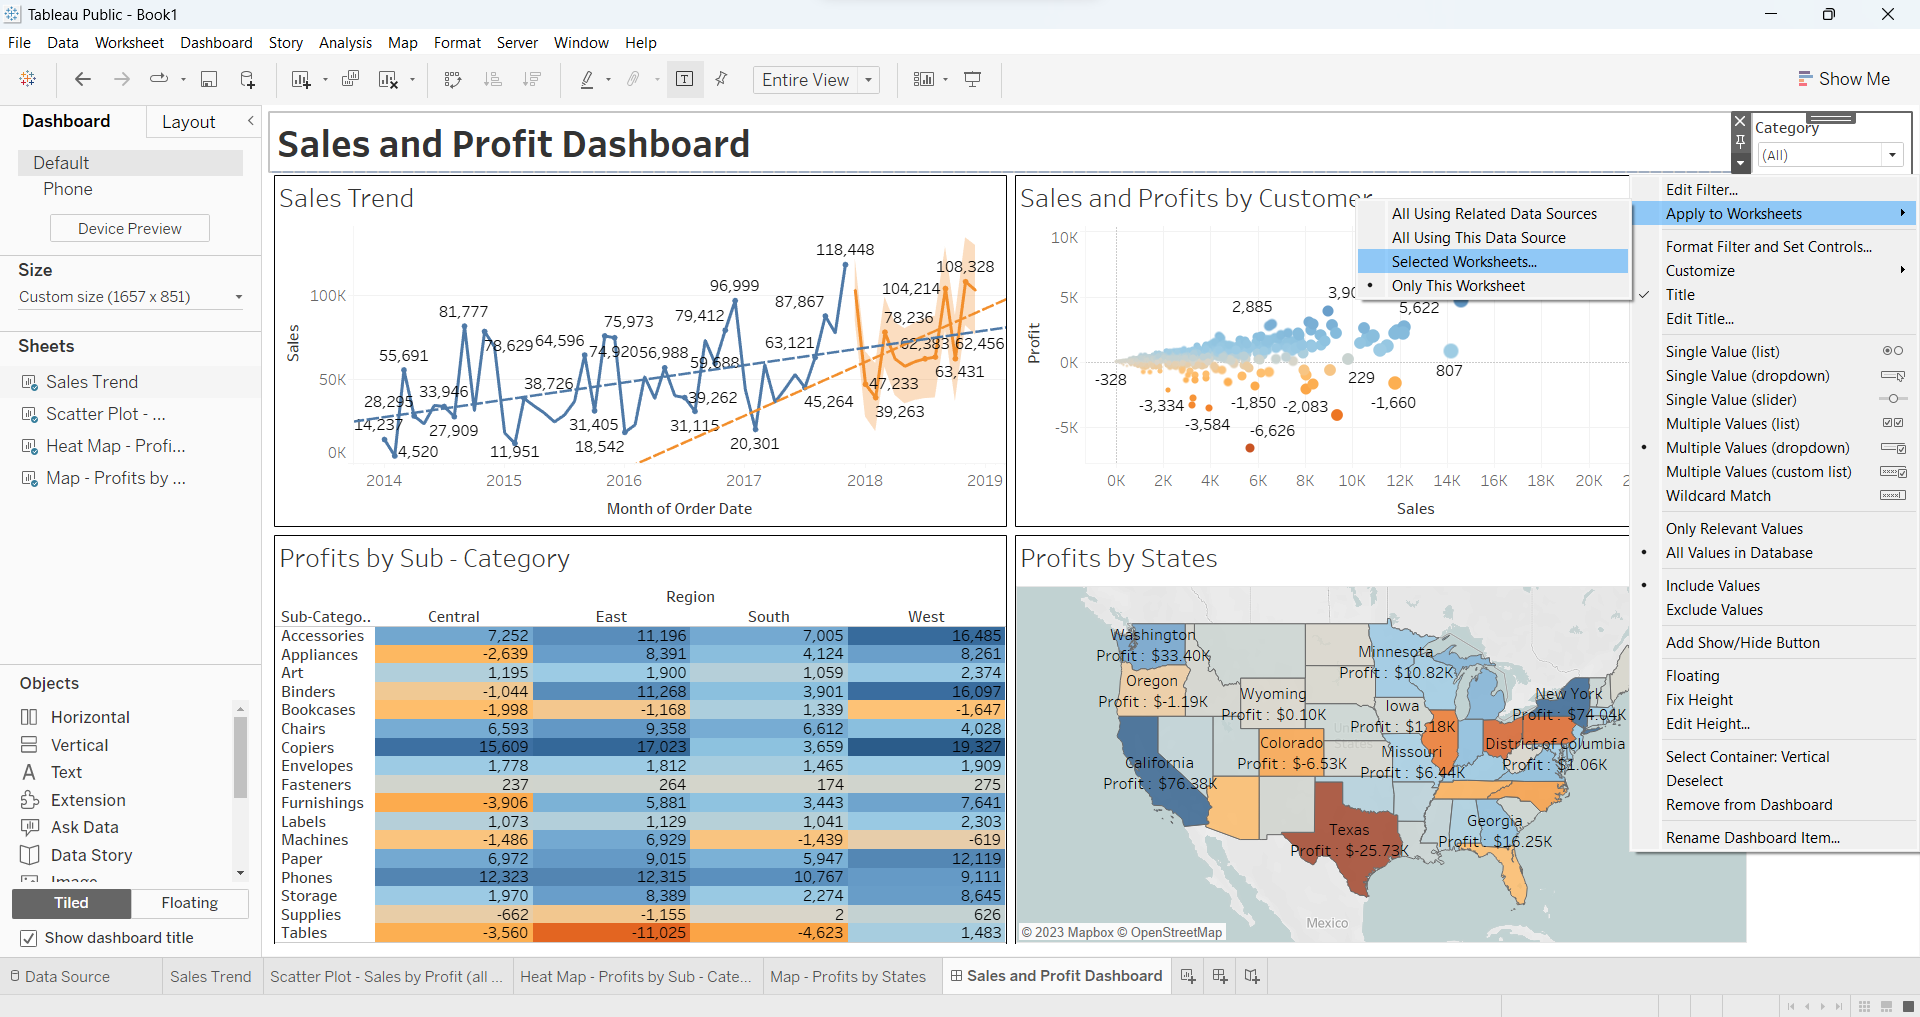 Tableau Public - Book1
File Data Worksheet Dashboard Story Analysis Map Format Server Window Help
Entire View
Show Me
Dashboard Layout
Default
Phone
Device Preview
Size
Custom size (1657 x 851)
Sheets
Sales Trend
Scatter Plot - ...
Heat Map - Profi...
Map - Profits by ...
Objects
Horizontal
Vertical
Text
Extension
Ask Data
Data Story
Tiled Floating
Show dashboard title
Sales and Profit Dashboard
Category
(All)
Sales Trend
118,448
108,328
96,999
104,214
100K
87,867
81,777
75,973
79,412
78,236
78,629
64,596
63,121
62,383
62,456
55,691
74,920
56,988
59,688
63,431
50K
38,726
47,233
33,946
28,295
39,262
45,264
39,263
14,237
27,909
31,405
31,115
0K
4,520
11,951
18,542
20,301
Sales
2014 2015 2016 2017 2018 2019
Month of Order Date
Sales and Profits by Customer
10K
5K
0K
-5K
Profit
2,885
5,622
-328
229
807
-3,334
-1,850
-2,083
-1,660
-3,584
-6,626
0K 2K 4K 6K 8K 10K 12K 14K 16K 18K 20K
Sales
All Using Related Data Sources
All Using This Data Source
Selected Worksheets...
Only This Worksheet
Edit Filter...
Apply to Worksheets
Format Filter and Set Controls...
Customize
Title
Edit Title...
Single Value (list)
Single Value (dropdown)
Single Value (slider)
Multiple Values (list)
Multiple Values (dropdown)
Multiple Values (custom list)
Wildcard Match
Only Relevant Values
All Values in Database
Include Values
Exclude Values
Add Show/Hide Button
Floating
Fix Height
Edit Height...
Select Container: Vertical
Deselect
Remove from Dashboard
Rename Dashboard Item...
Profits by Sub - Category
Region
Sub-Catego.. Central East South West
Accessories 7,252 11,196 7,005 16,485
Appliances -2,639 8,391 4,124 8,261
Art 1,195 1,900 1,059 2,374
Binders -1,044 11,268 3,901 16,097
Bookcases -1,998 -1,168 1,339 -1,647
Chairs 6,593 9,358 6,612 4,028
Copiers 15,609 17,023 3,659 19,327
Envelopes 1,778 1,812 1,465 1,909
Fasteners 237 264 174 275
Furnishings -3,906 5,881 3,443 7,641
Labels 1,073 1,129 1,041 2,303
Machines -1,486 6,929 -1,439 -619
Paper 6,972 9,015 5,947 12,119
Phones 12,323 12,315 10,767 9,111
Storage 1,970 8,389 2,274 8,645
Supplies -662 -1,155 2 626
Tables -3,560 -11,025 -4,623 1,483
Profits by States
Washington
Profit : $33.40K
Minnesota
Profit : $10.82K
Oregon
Profit : $-1.19K
Wyoming
Profit : $0.10K
New York
Profit : $74.04K
Iowa
Profit : $1.18K
Colorado
Profit : $-6.53K
Missouri
Profit : $6.44K
District of Columbia
Profit : $1.06K
California
Profit : $76.38K
Georgia
Profit : $16.25K
Texas
Profit : $-25.73K
Mexico
© 2023 Mapbox © OpenStreetMap
Data Source
Sales Trend
Scatter Plot - Sales by Profit (all ...
Heat Map - Profits by Sub - Cate...
Map - Profits by States
Sales and Profit Dashboard